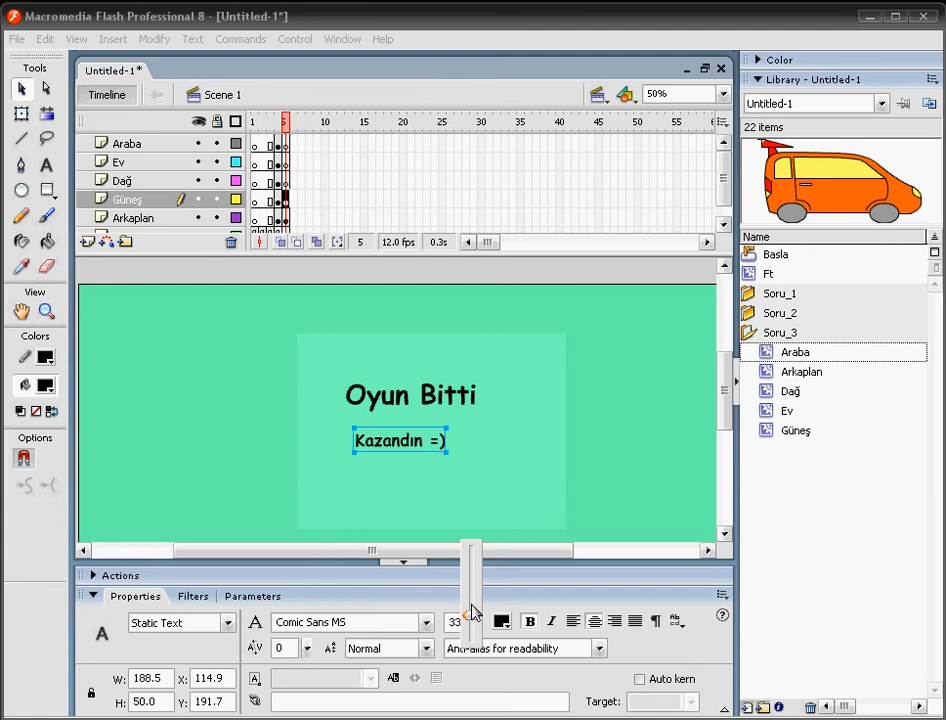 Macromedia Flash Professional 8 - [Untitled-1*]
File Edit View Insert Modify Text Commands Control Window Help
Tools
View
Colors
Options
Untitled-1*
Timeline
Scene 1
50%
1 5 10 15 20 25 30 35 40 45 50 55 6
Araba
Ev
Dağ
Güneş
Arkaplan
5 12.0 fps 0.3s
Oyun Bitti
Kazandın =)
Actions
Properties Filters Parameters
A Static Text
A Comic Sans MS 33 B I
A/V 0 Normal Anti-alias for readability
W: 188.5 X: 114.9
H: 50.0 Y: 191.7
Auto kern
Target:
Color
Library - Untitled-1
Untitled-1
22 items
Name
Basla
Ft
Soru_1
Soru_2
Soru_3
Araba
Arkaplan
Dağ
Ev
Güneş